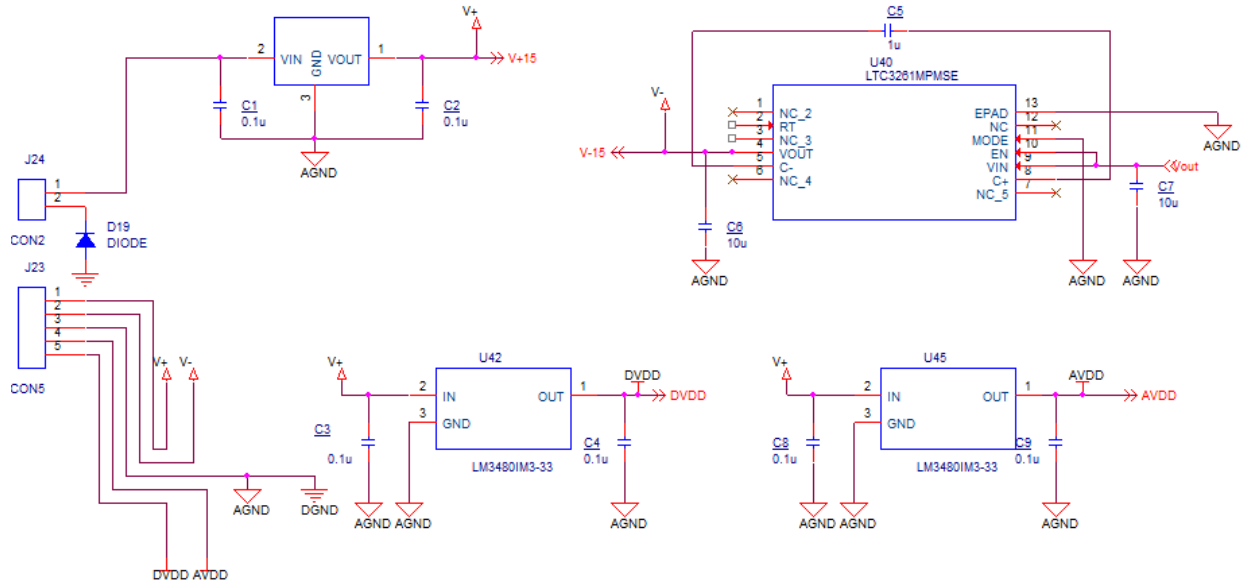 V+
2
VIN
GND
VOUT
1
V+15
3
C1
0.1u
C2
0.1u
AGND
J24
1
2
CON2
D19
DIODE
C5
1u
U40
LTC3261MPMSE
V-
1
NC_2
2
RT
3
NC_3
V-15
4
VOUT
5
C-
6
NC_4
EPAD
13
NC
12
MODE
11
EN
10
VIN
9
C+
8
NC_5
7
AGND
Vout
C6
10u
C7
10u
AGND
AGND
AGND
J23
1
2
3
4
5
CON5
V+
V-
AGND
DGND
DVDD
AVDD
V+
U42
2
IN
OUT
1
3
GND
LM3480IM3-33
DVDD
DVDD
C3
0.1u
C4
0.1u
AGND
AGND
AGND
V+
U45
2
IN
OUT
1
3
GND
LM3480IM3-33
AVDD
AVDD
C8
0.1u
C9
0.1u
AGND
AGND
AGND